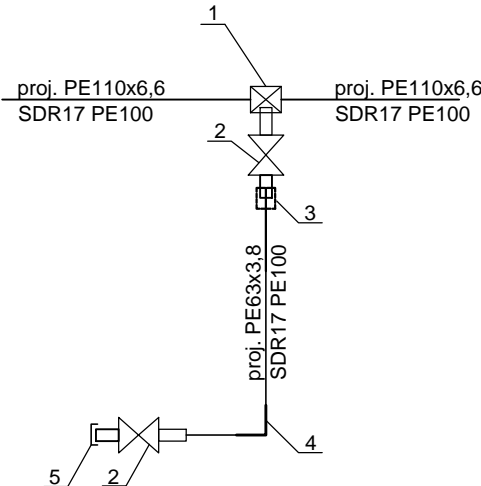 1
proj. PE110x6,6
SDR17 PE100
proj. PE110x6,6
SDR17 PE100
2
3
proj. PE63x3,8
SDR17 PE100
4
5
2